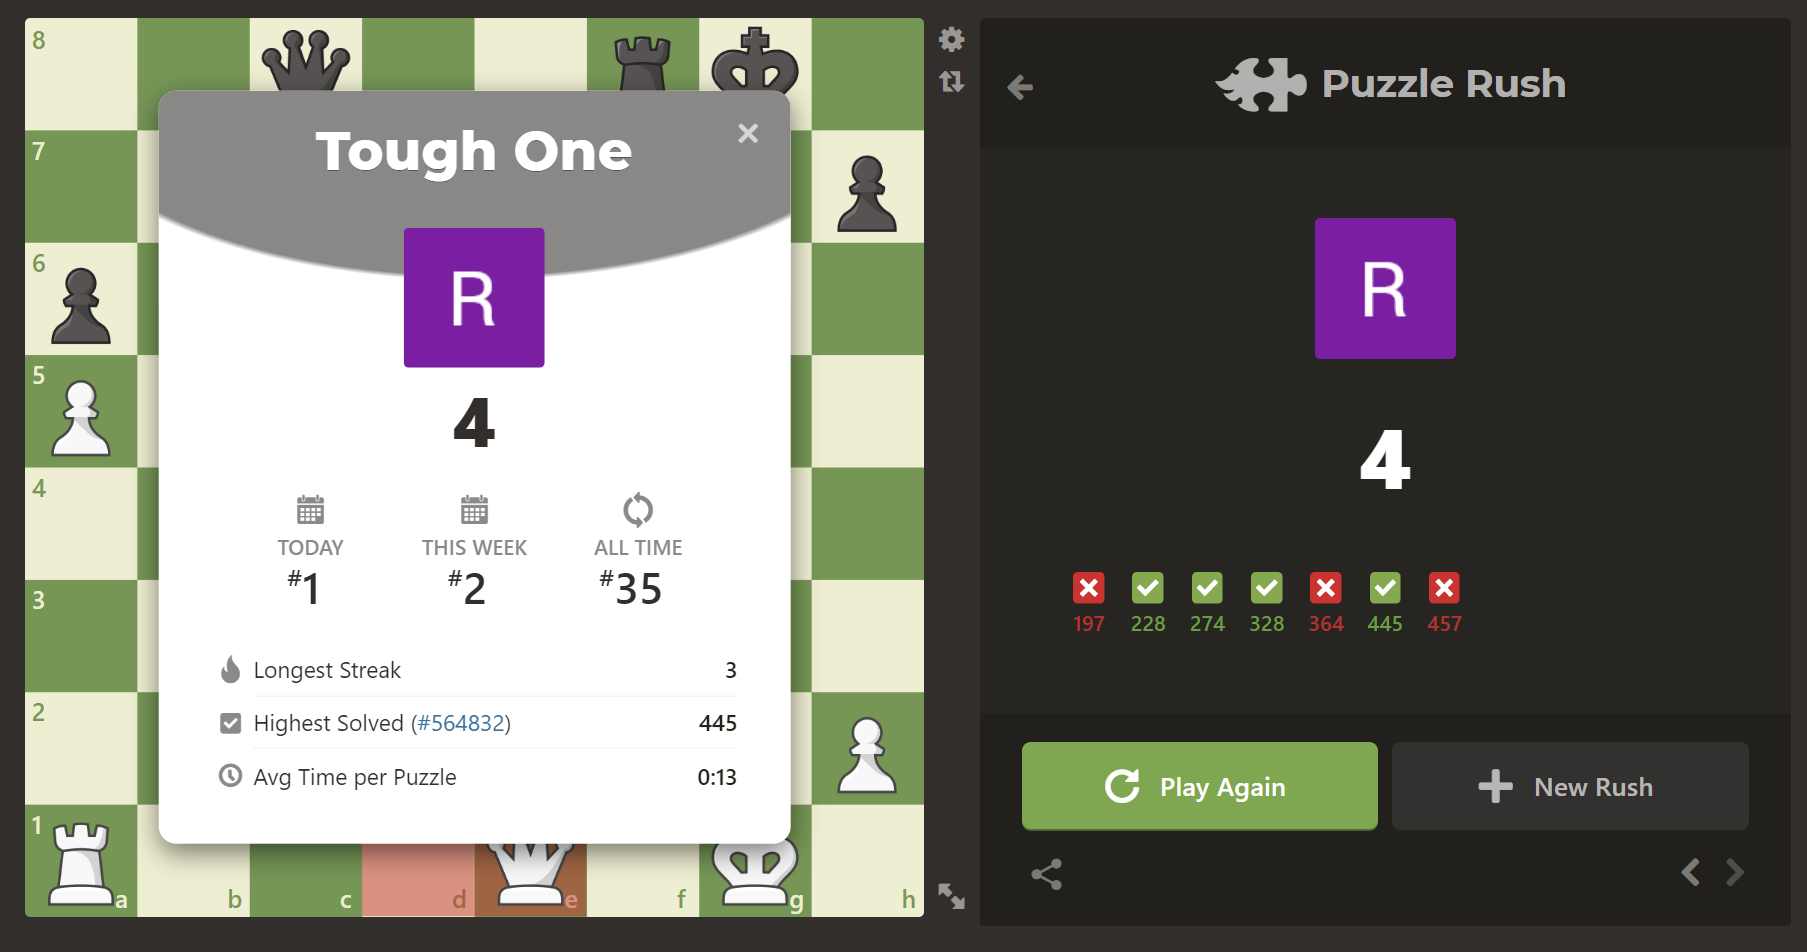 8
7
6
5
4
3
2
1
a
b
c
d
e
f
g
h
Tough One
R
4
TODAY
#1
THIS WEEK
#2
ALL TIME
#35
Longest Streak 3
Highest Solved (#564832) 445
Avg Time per Puzzle 0:13
Puzzle Rush
R
4
197 228 274 328 364 445 457
Play Again
New Rush